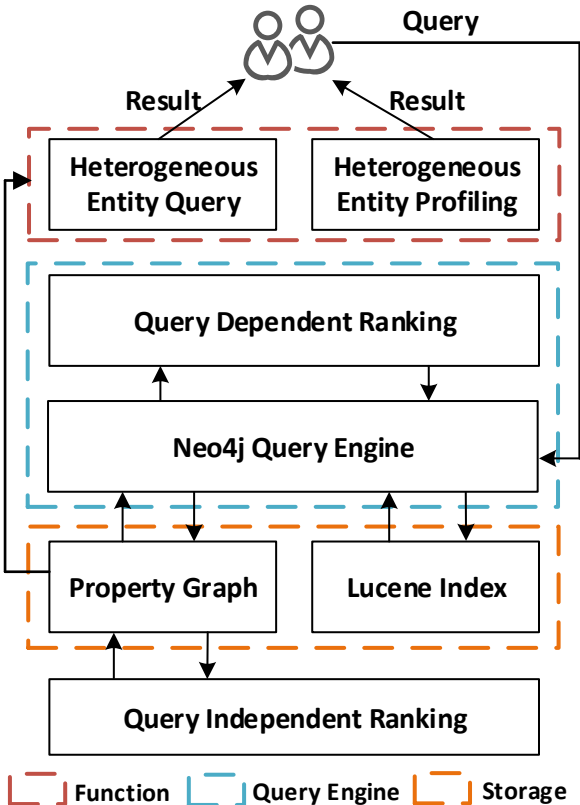 Query
Result
Result
Heterogeneous
Entity Query
Heterogeneous
Entity Profiling
Query Dependent Ranking
Neo4j Query Engine
Property Graph
Lucene Index
Query Independent Ranking
Function
Query Engine
Storage